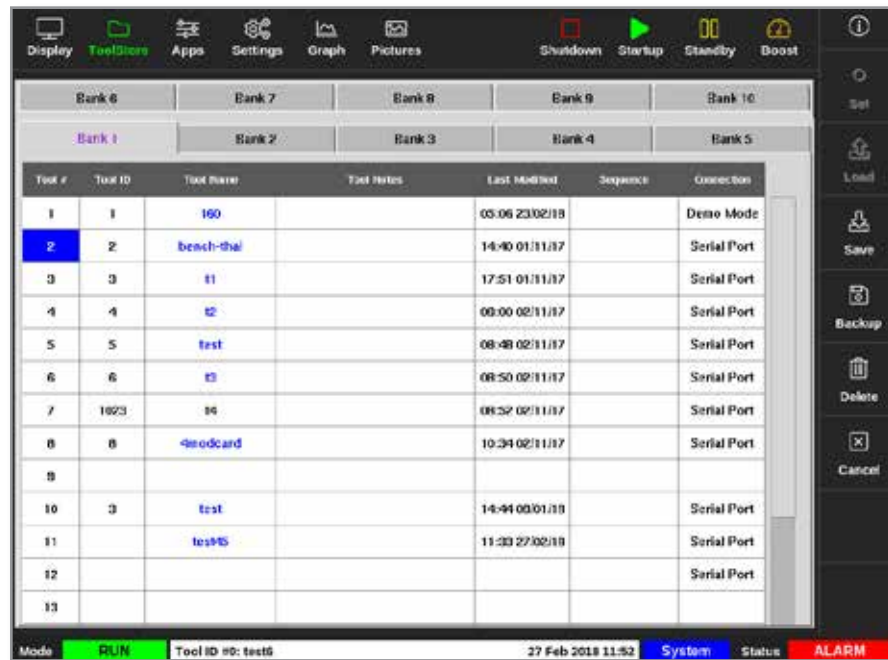 Display ToolStore Apps Settings Graph Pictures Shutdown Startup Standby Boost
Bank 6 Bank 7 Bank 8 Bank 9 Bank 10
Set
Bank 1 Bank 2 Bank 3 Bank 4 Bank 5
Tool # Tool ID Tool Name Tool Notes Last Modified Sequence Connection
Load
1 1 160 05:06 23/02/18 Demo Mode
2 2 bench-thai 14:40 01/11/17 Serial Port
Save
3 3 t1 17:51 01/11/17 Serial Port
4 4 t2 08:00 02/11/17 Serial Port
Backup
5 5 test 08:48 02/11/17 Serial Port
6 6 t3 08:50 02/11/17 Serial Port
Delete
7 1023 t4 08:52 02/11/17 Serial Port
8 8 4modcard 10:34 02/11/17 Serial Port
Cancel
9
10 3 test 14:44 Serial Port
11 11:33 27/02/18 Serial Port
12 Serial Port
13
Mode RUN Tool ID #0: test6 27 Feb 2018 11:52 System Status ALARM